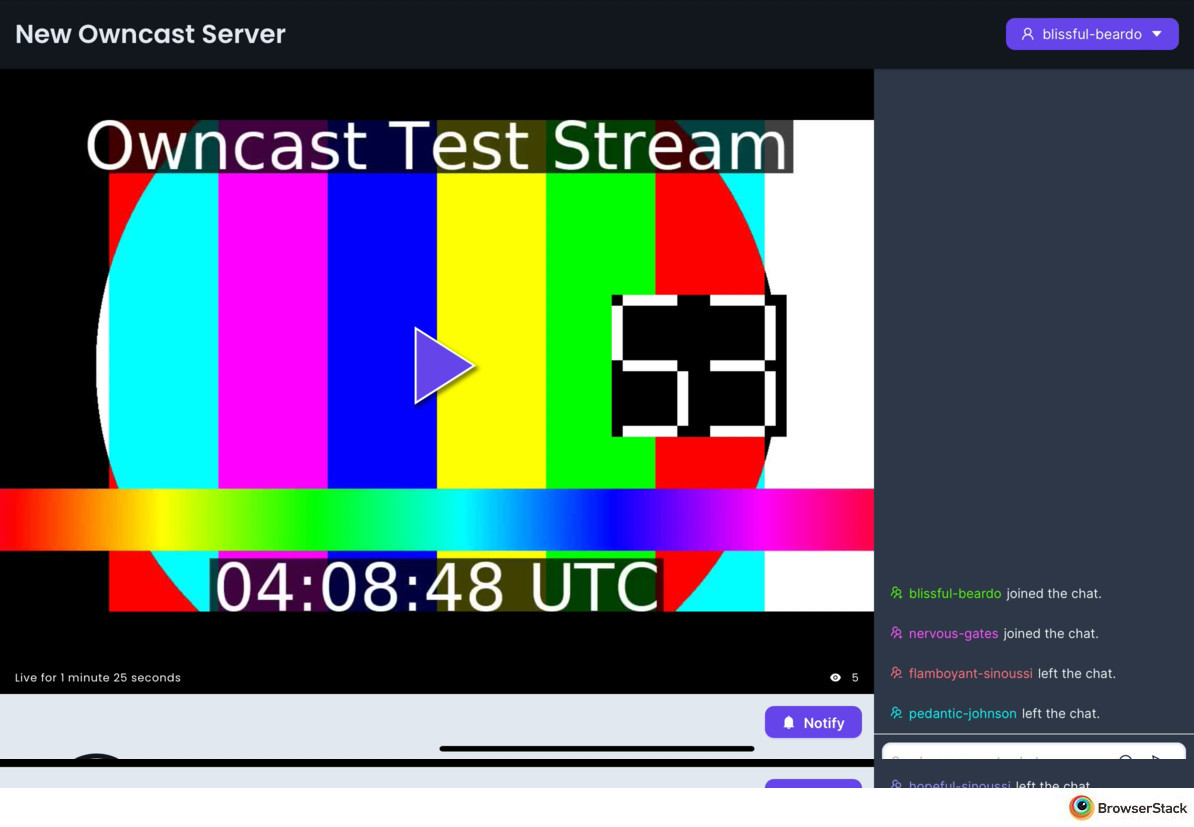 New Owncast Server
blissful-beardo
Owncast Test Stream
53
04:08:48 UTC
Live for 1 minute 25 seconds
5
Notify
blissful-beardo joined the chat.
nervous-gates joined the chat.
flamboyant-sinoussi left the chat.
pedantic-johnson left the chat.
hopeful-sinoussi left the chat
BrowserStack